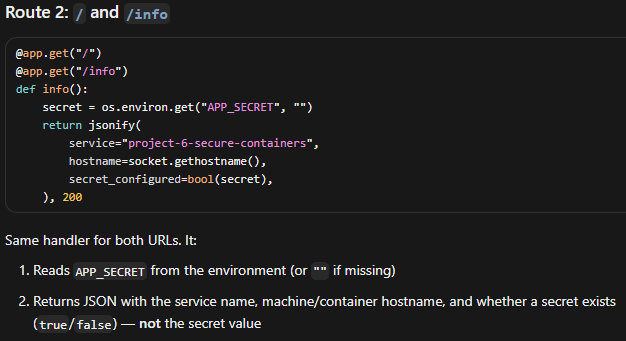 Route 2: / and /info
@app.get("/")
@app.get("/info")
def info():
    secret = os.environ.get("APP_SECRET", "")
    return jsonify(
        service="project-6-secure-containers",
        hostname=socket.gethostname(),
        secret_configured=bool(secret),
    ), 200
Same handler for both URLs. It:
1. Reads APP_SECRET from the environment (or "" if missing)
2. Returns JSON with the service name, machine/container hostname, and whether a secret exists
(true/false) — not the secret value